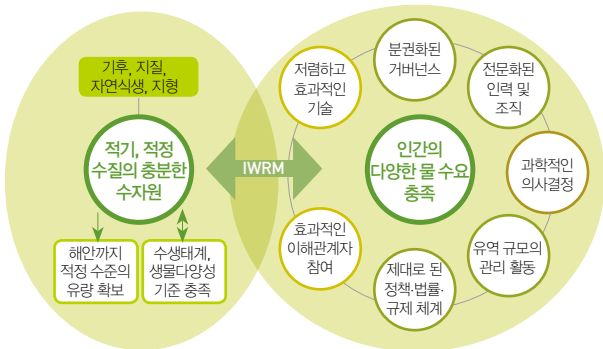 기후, 지질,
자연식생, 지형
적기, 적정
수질의 충분한
수자원
해안까지
적정 수준의
유량 확보
수생태계,
생물다양성
기준 충족
IWRM
인간의
다양한 물 수요
충족
저렴하고
효과적인
기술
분권화된
거버넌스
전문화된
인력 및
조직
과학적인
의사결정
유역 규모의
관리 활동
제대로 된
정책·법률·
규제 체계
효과적인
이해관계자
참여